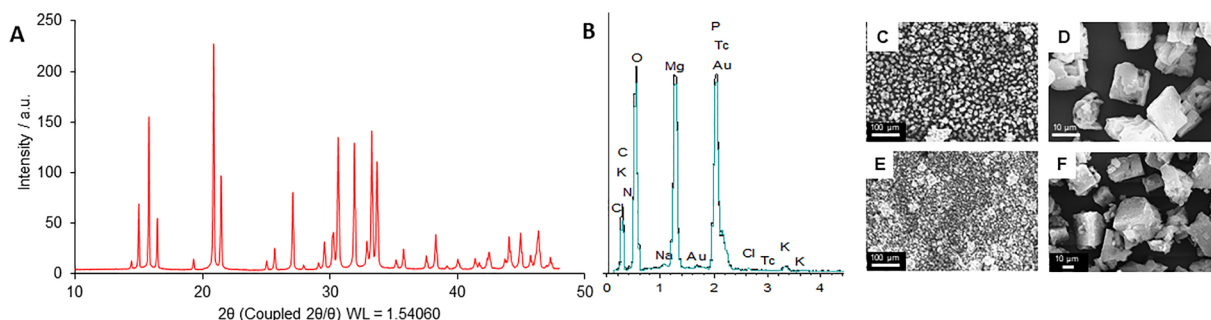 A
250
200
150
100
50
0
Intensity / a.u.
10 20 30 40 50
2θ (Coupled 2θ/θ) WL = 1.54060
B
P
Tc
Au
O
Mg
C
K
N
Cl
Na
Au
Cl
Tc
K
K
0 1 2 3 4
C
100 µm
D
10 µm
E
100 µm
F
10 µm